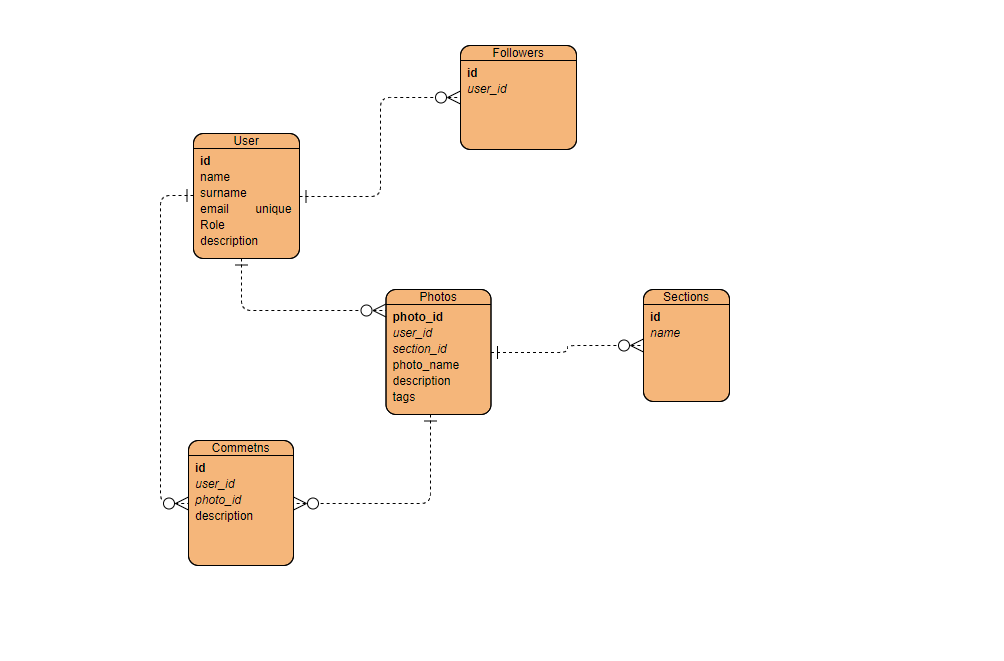 Followers
id
user_id
User
id
name
surname
email unique
Role
description
Photos
photo_id
user_id
section_id
photo_name
description
tags
Sections
id
name
Commetns
id
user_id
photo_id
description